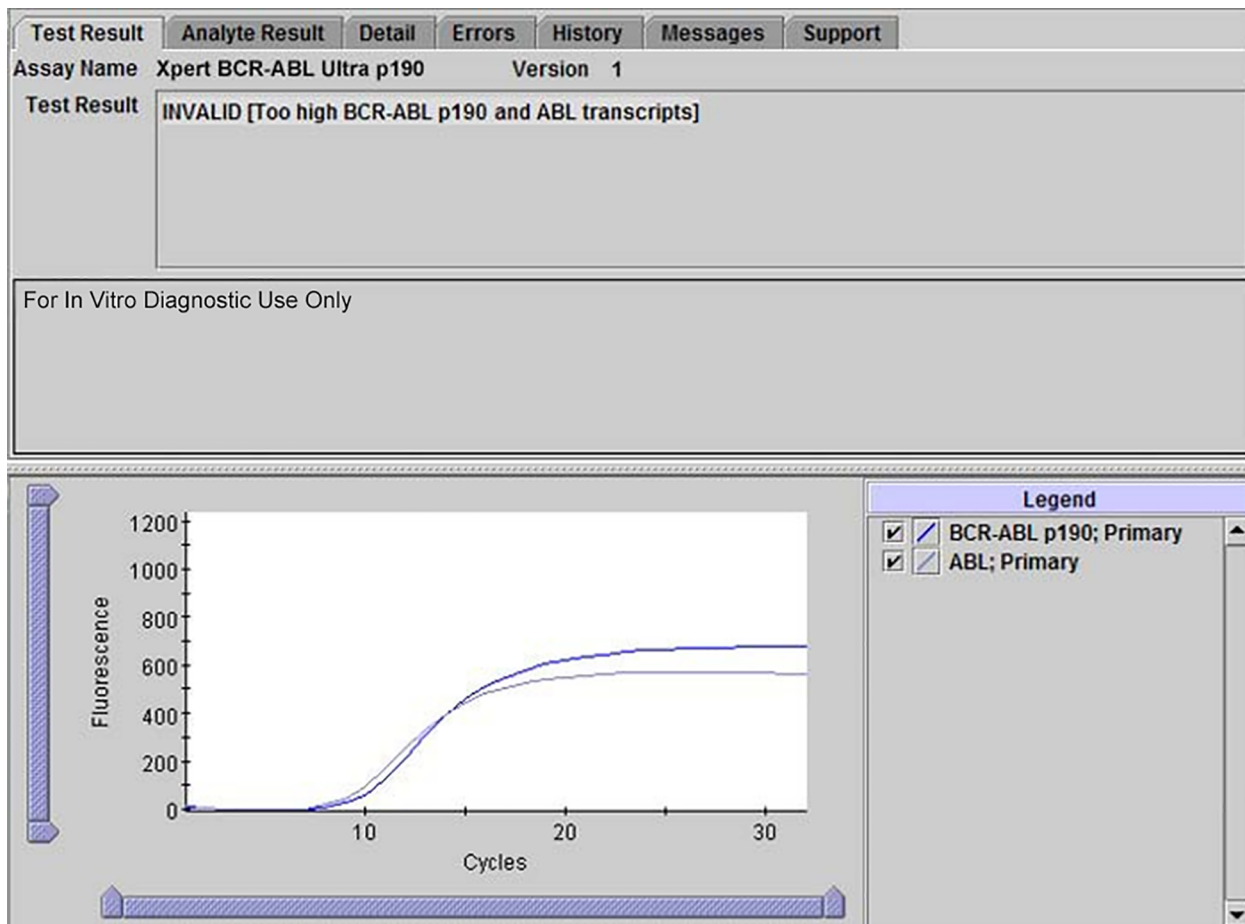 Test Result Analyte Result Detail Errors History Messages Support
Assay Name Xpert BCR-ABL Ultra p190 Version 1
Test Result INVALID [Too high BCR-ABL p190 and ABL transcripts]
For In Vitro Diagnostic Use Only
Legend
BCR-ABL p190; Primary
ABL; Primary
Fluorescence
1200
1000
800
600
400
200
0
10 20 30
Cycles